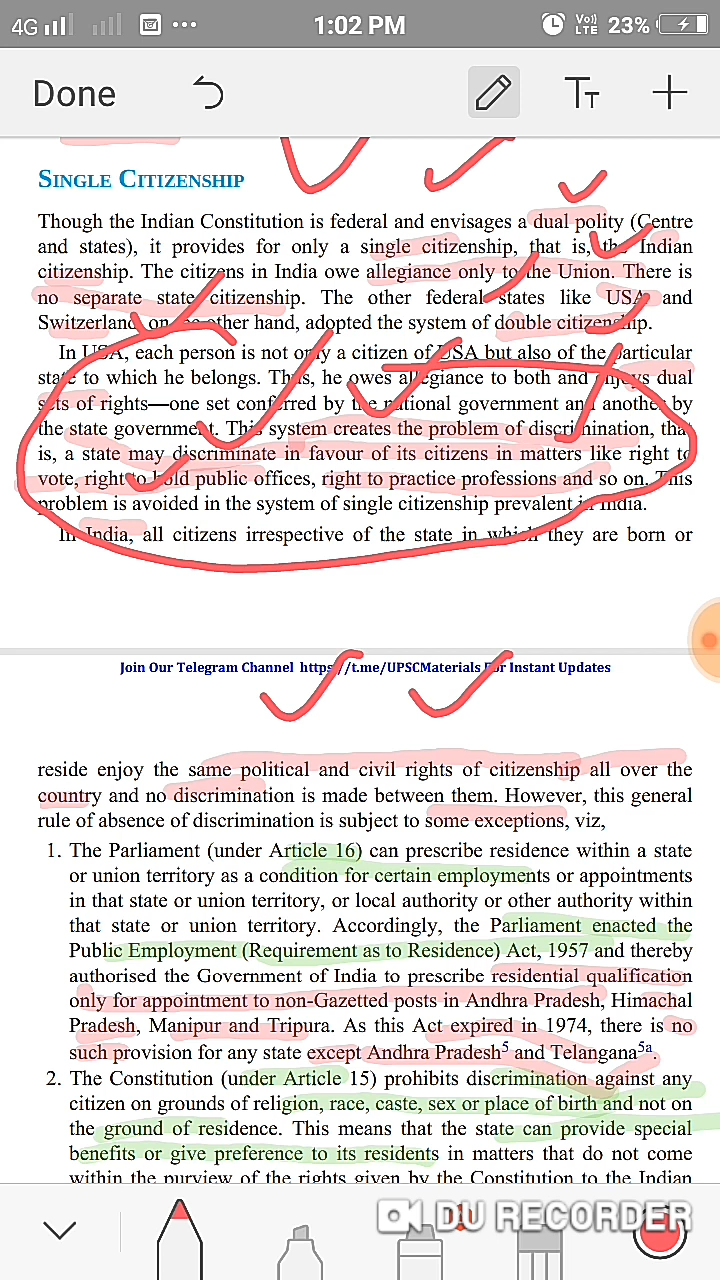 4G
1:02 PM
Vo))
LTE
23%
Done
TT
SINGLE CITIZENSHIP
Though the Indian Constitution is federal and envisages a dual polity (Centre
and states), it provides for only a single citizenship, that is, the Indian
citizenship. The citizens in India owe allegiance only to the Union. There is
no separate state citizenship. The other federal states like USA and
Switzerland, on the other hand, adopted the system of double citizenship.
In USA, each person is not only a citizen of USA but also of the particular
state to which he belongs. Thus, he owes allegiance to both and enjoys dual
sets of rights—one set conferred by the national government and another by
the state government. This system creates the problem of discrimination, that
is, a state may discriminate in favour of its citizens in matters like right to
vote, right to hold public offices, right to practice professions and so on. This
problem is avoided in the system of single citizenship prevalent in India.
In India, all citizens irrespective of the state in which they are born or
Join Our Telegram Channel https://t.me/UPSCMaterials For Instant Updates
reside enjoy the same political and civil rights of citizenship all over the
country and no discrimination is made between them. However, this general
rule of absence of discrimination is subject to some exceptions, viz,
1. The Parliament (under Article 16) can prescribe residence within a state
or union territory as a condition for certain employments or appointments
in that state or union territory, or local authority or other authority within
that state or union territory. Accordingly, the Parliament enacted the
Public Employment (Requirement as to Residence) Act, 1957 and thereby
authorised the Government of India to prescribe residential qualification
only for appointment to non-Gazetted posts in Andhra Pradesh, Himachal
Pradesh, Manipur and Tripura. As this Act expired in 1974, there is no
such provision for any state except Andhra Pradesh5 and Telangana5a.
2. The Constitution (under Article 15) prohibits discrimination against any
citizen on grounds of religion, race, caste, sex or place of birth and not on
the ground of residence. This means that the state can provide special
benefits or give preference to its residents in matters that do not come
within the purview of the rights given by the Constitution to the Indian
DU RECORDER